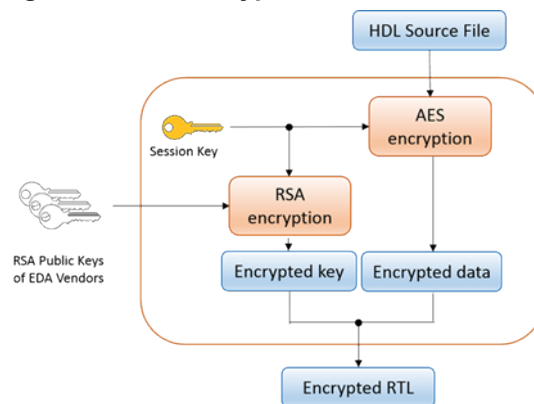 HDL Source File
AES
encryption
Session Key
RSA
encryption
RSA Public Keys
of EDA Vendors
Encrypted key
Encrypted data
Encrypted RTL